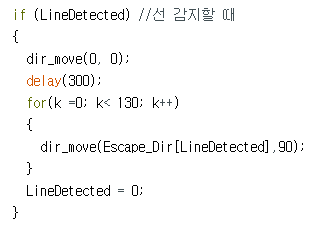 if (LineDetected) //선 감지할 때
{
dir_move(0, 0);
delay(300);
for(k =0; k< 130; k++)
{
dir_move(Escape_Dir[LineDetected],90);
}
LineDetected = 0;
}